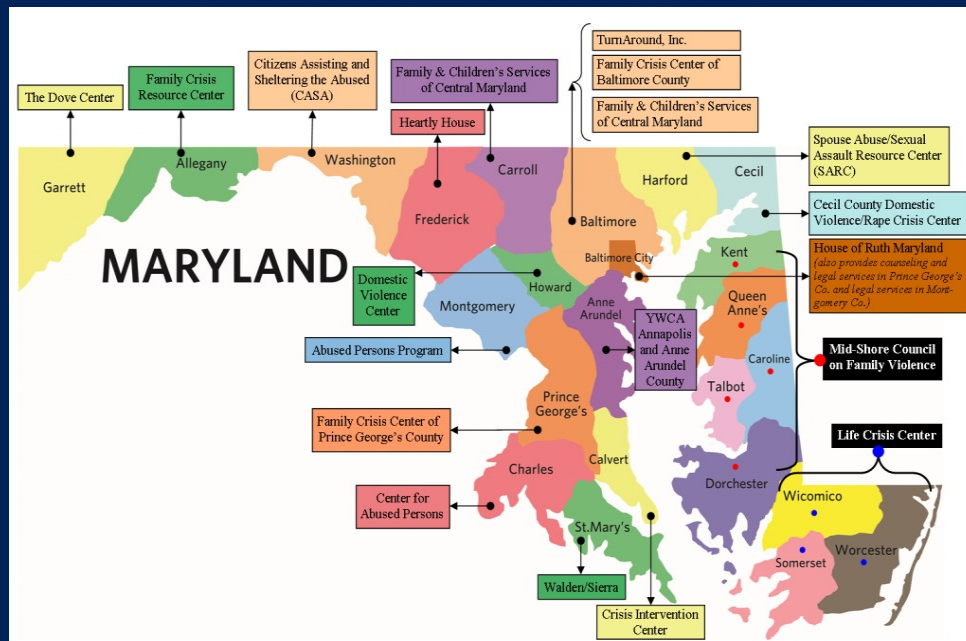 TurnAround, Inc.
Family Crisis Center of
Baltimore County
Family & Children's Services
of Central Maryland
Citizens Assisting and
Sheltering the Abused
(CASA)
Family Crisis
Resource Center
Family & Children's Services
of Central Maryland
The Dove Center
Heartly House
Spouse Abuse/Sexual
Assault Resource Center
(SARC)
Garrett
Allegany
Washington
Frederick
Carroll
Baltimore
Harford
Cecil
Cecil County Domestic
Violence/Rape Crisis Center
MARYLAND
Baltimore City
Kent
House of Ruth Maryland
(also provides counseling and
legal services in Prince George's
Co. and legal services in Mont-
gomery Co.)
Domestic
Violence
Center
Howard
Montgomery
Anne
Arundel
Queen
Anne's
YWCA
Annapolis
and Anne
Arundel
County
Abused Persons Program
Mid-Shore Council
on Family Violence
Caroline
Talbot
Prince
George's
Family Crisis Center of
Prince George's County
Life Crisis Center
Charles
Calvert
Dorchester
Center for
Abused Persons
Wicomico
St.Mary's
Somerset
Worcester
Walden/Sierra
Crisis Intervention
Center